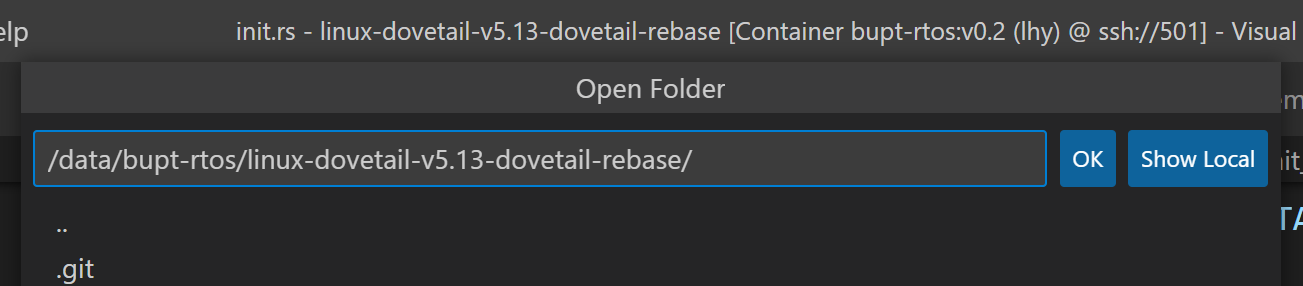 elp init.rs - linux-dovetail-v5.13-dovetail-rebase [Container bupt-rtos:v0.2 (lhy) @ ssh://501] - Visual
Open Folder
/data/bupt-rtos/linux-dovetail-v5.13-dovetail-rebase/ OK Show Local
..
.git